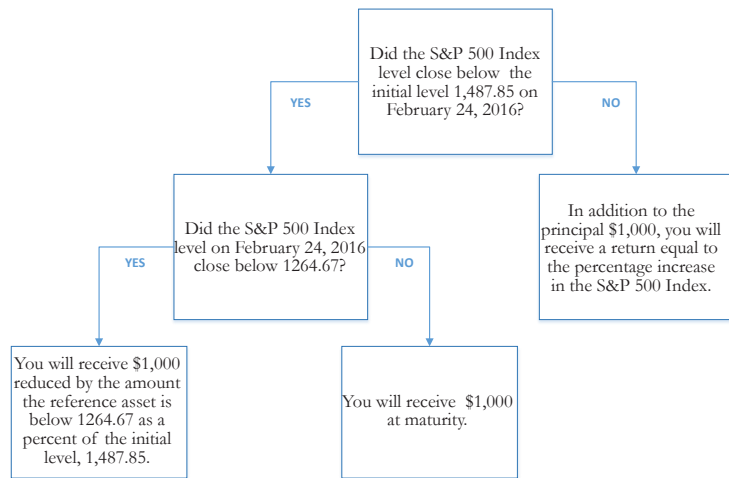 Did the S&P 500 Index
level close below the
initial level 1,487.85 on
February 24, 2016?
YES
NO
Did the S&P 500 Index
level on February 24, 2016
close below 1264.67?
In addition to the
principal $1,000, you will
receive a return equal to
the percentage increase
in the S&P 500 Index.
YES
NO
You will receive $1,000
reduced by the amount
the reference asset is
below 1264.67 as a
percent of the initial
level, 1,487.85.
You will receive $1,000
at maturity.